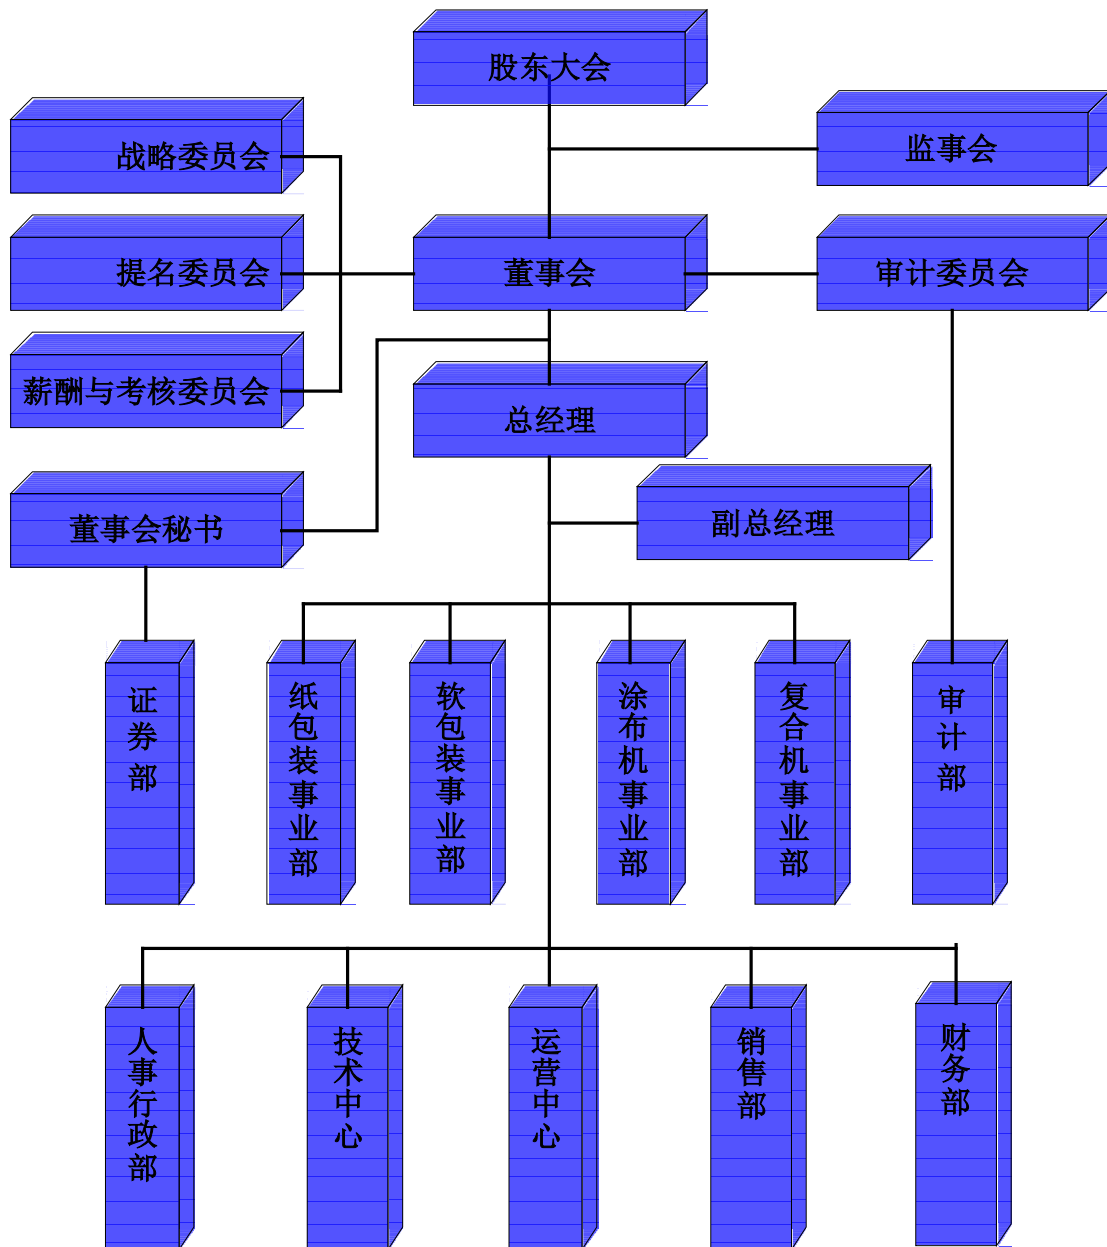 股东大会
战略委员会
监事会
提名委员会
董事会
审计委员会
薪酬与考核委员会
总经理
董事会秘书
副总经理
证券部
纸包装事业部
软包装事业部
涂布机事业部
复合机事业部
审计部
人事行政部
技术中心
运营中心
销售部
财务部